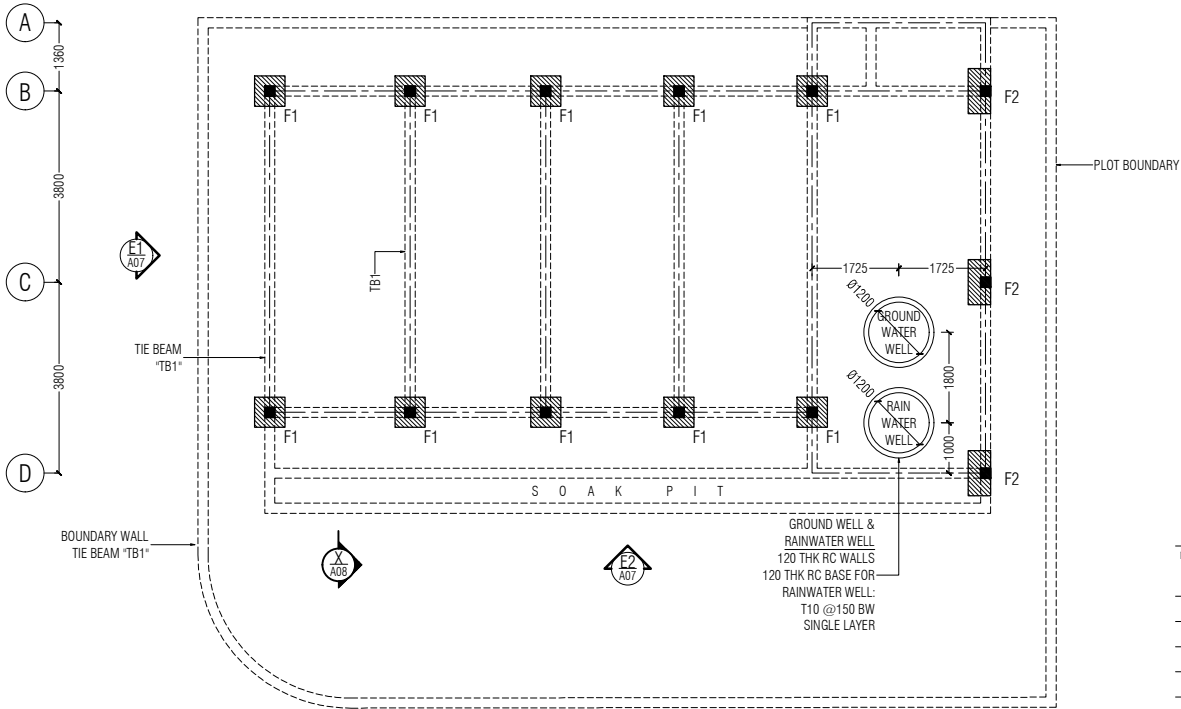 A
1360
B
F1
F1
F1
F1
F1
F2
3800
PLOT BOUNDARY
E1
A07
TB1
1725
1725
C
F2
Ø1200
GROUND
WATER
WELL
TIE BEAM
"TB1"
3800
1800
Ø1200
RAIN
WATER
WELL
F1
F1
F1
F1
F1
1000
D
F2
SOAK PIT
BOUNDARY WALL
TIE BEAM "TB1"
X
A08
E2
A07
GROUND WELL &
RAINWATER WELL
120 THK RC WALLS
120 THK RC BASE FOR
RAINWATER WELL:
T10 @150 BW
SINGLE LAYER